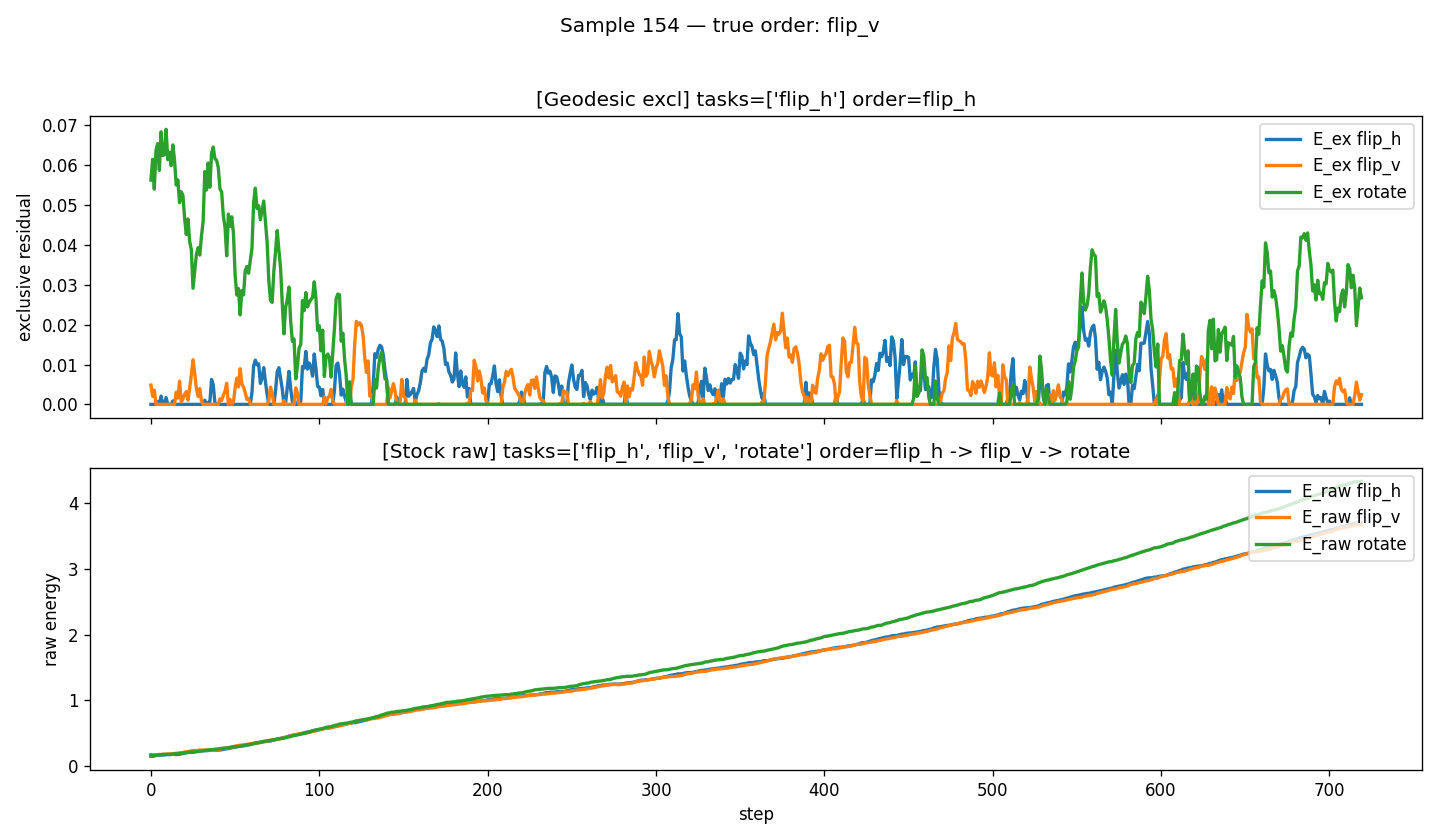 Sample 154 — true order: flip_v
[Geodesic excl] tasks=['flip_h'] order=flip_h
exclusive residual
0.07
0.06
0.05
0.04
0.03
0.02
0.01
0.00
E_ex flip_h
E_ex flip_v
E_ex rotate
[Stock raw] tasks=['flip_h', 'flip_v', 'rotate'] order=flip_h -> flip_v -> rotate
raw energy
4
3
2
1
0
E_raw flip_h
E_raw flip_v
E_raw rotate
0 100 200 300 400 500 600 700
step